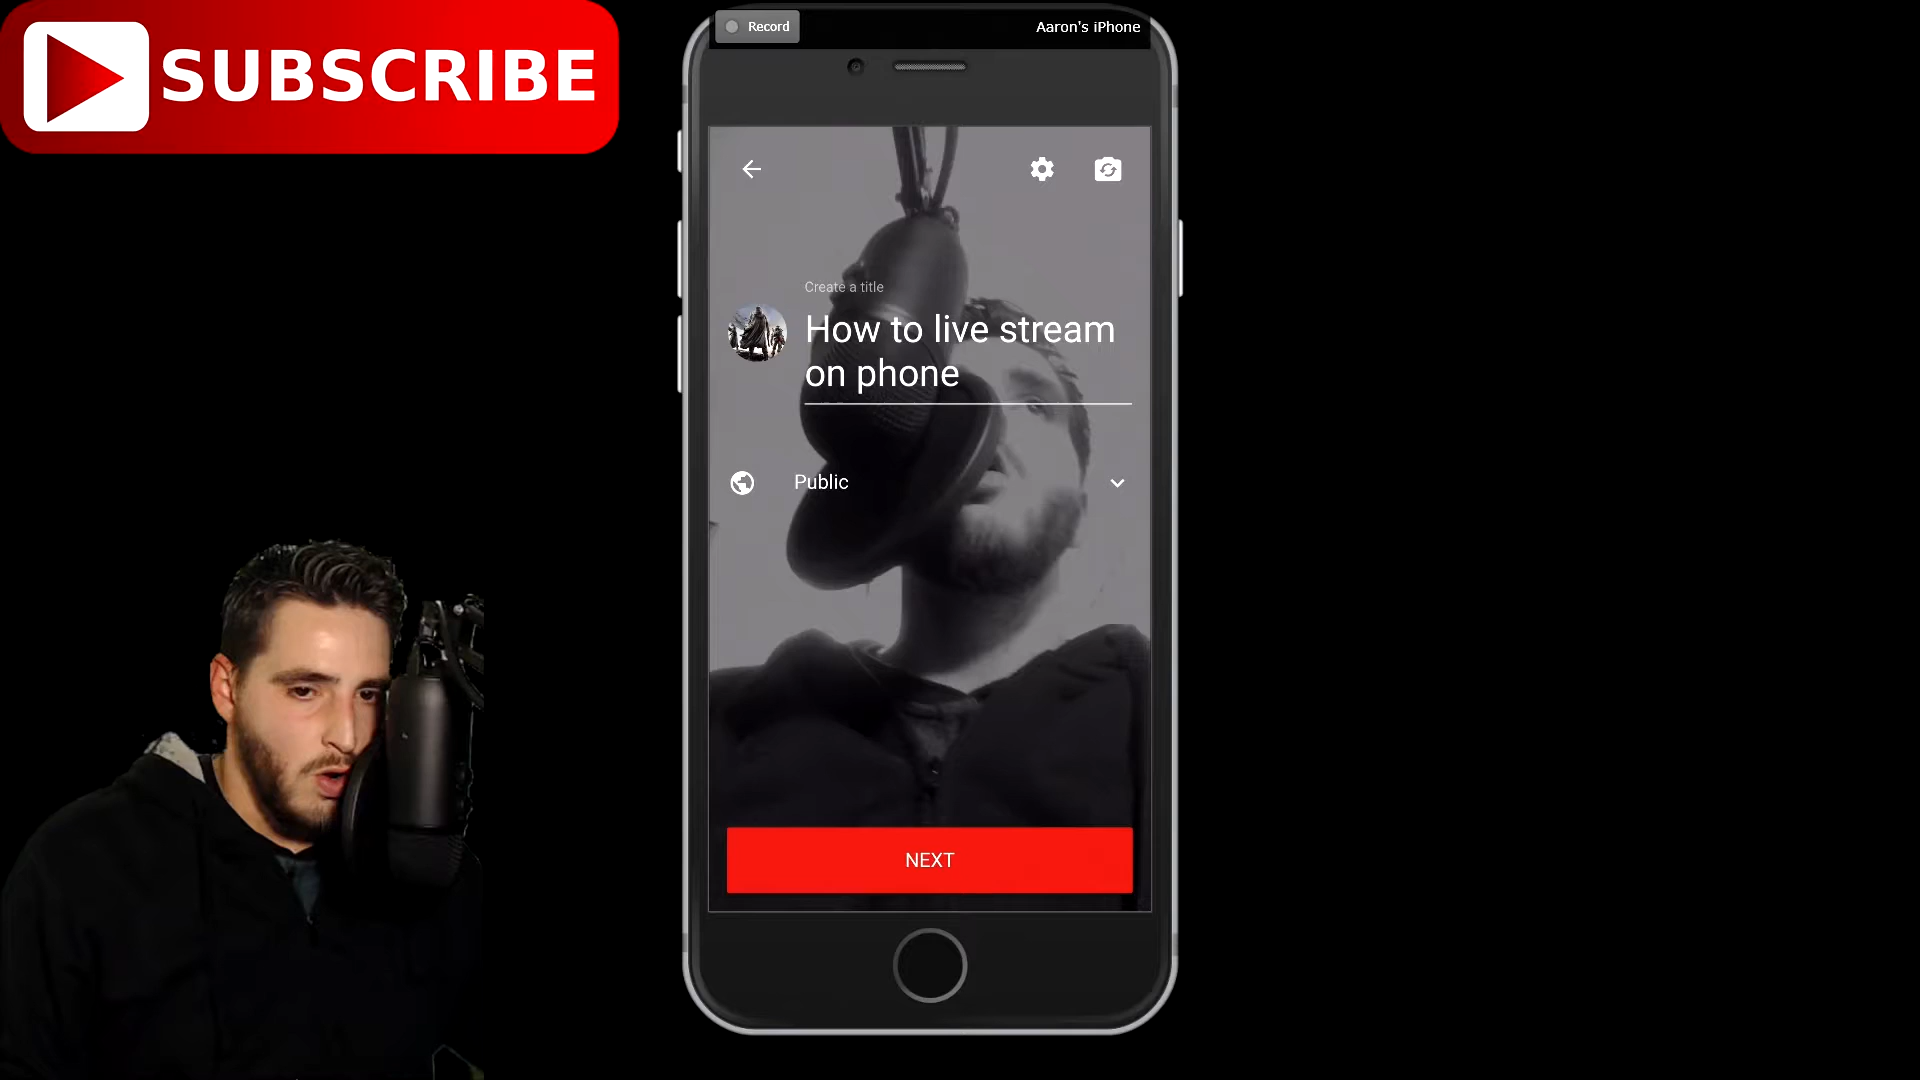 SUBSCRIBE
Record
Aaron's iPhone
Create a title
How to live stream
on phone
Public
NEXT